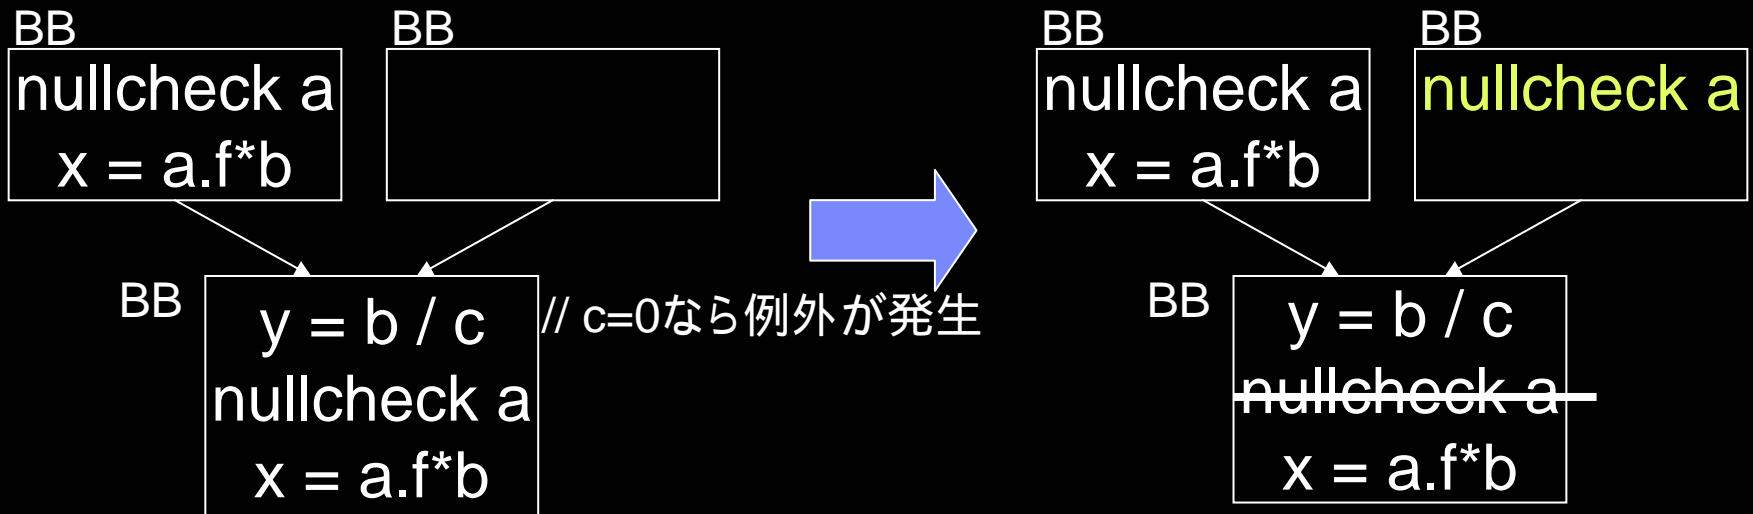 BB
nullcheck a
x = a.f*b
BB
BB
y = b / c
nullcheck a
x = a.f*b
// c=0なら例外が発生
BB
nullcheck a
x = a.f*b
BB
nullcheck a
BB
y = b / c
nullcheck a
x = a.f*b